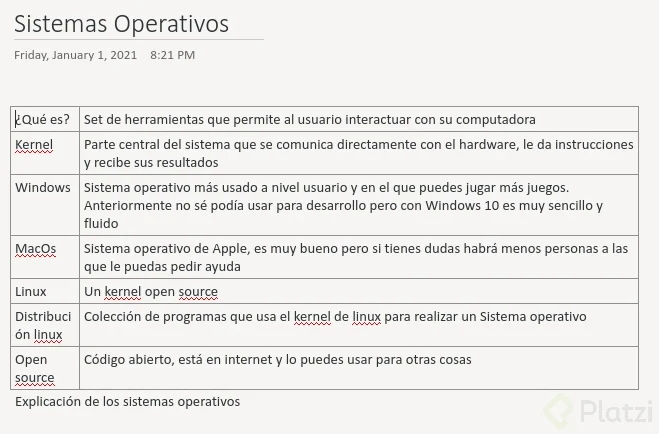 Sistemas Operativos
Friday, January 1, 2021 8:21 PM
¿Qué es? Set de herramientas que permite al usuario interactuar con su computadora
Kernel Parte central del sistema que se comunica directamente con el hardware, le da instrucciones
y recibe sus resultados
Windows Sistema operativo más usado a nivel usuario y en el que puedes jugar más juegos.
Anteriormente no sé podía usar para desarrollo pero con Windows 10 es muy sencillo y
fluido
MacOs Sistema operativo de Apple, es muy bueno pero si tienes dudas habrá menos personas a las
que le puedas pedir ayuda
Linux Un kernel open source
Distribuci Colección de programas que usa el kernel de linux para realizar un Sistema operativo
ón linux
Open Código abierto, está en internet y lo puedes usar para otras cosas
source
Explicación de los sistemas operativos
Platzi